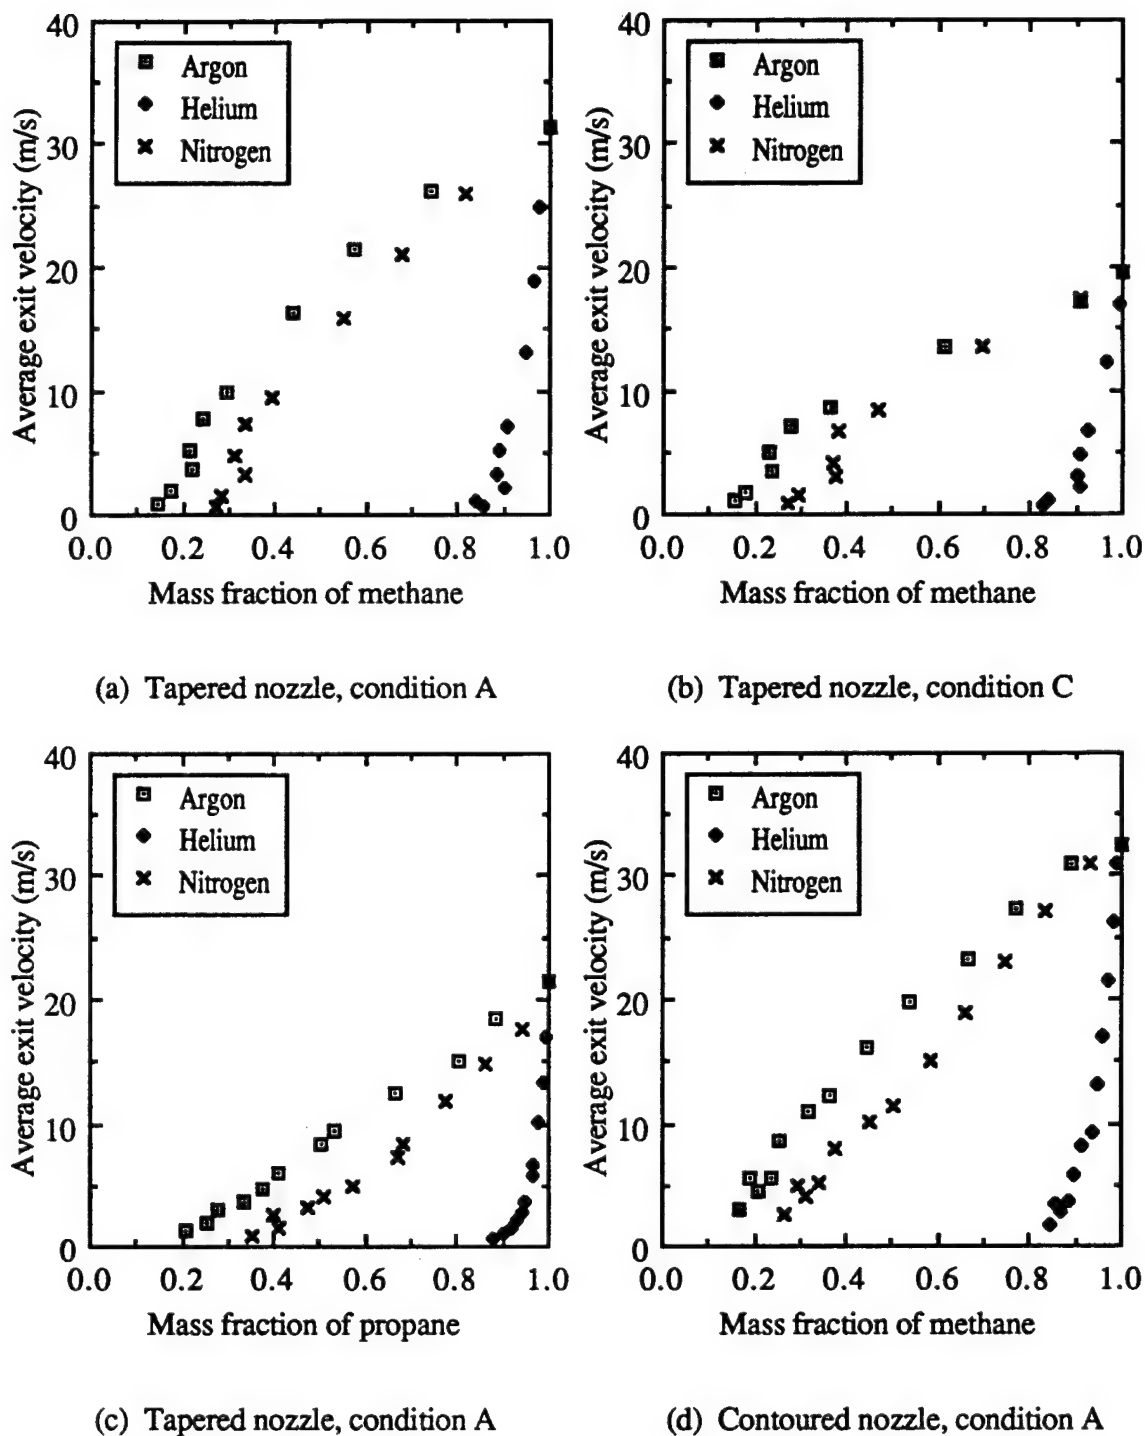 40
30
20
10
0
Average exit velocity (m/s)
Argon
Helium
Nitrogen
0.0 0.2 0.4 0.6 0.8 1.0
Mass fraction of methane
(a) Tapered nozzle, condition A
40
30
20
10
0
Average exit velocity (m/s)
Argon
Helium
Nitrogen
0.0 0.2 0.4 0.6 0.8 1.0
Mass fraction of methane
(b) Tapered nozzle, condition C
40
30
20
10
0
Average exit velocity (m/s)
Argon
Helium
Nitrogen
0.0 0.2 0.4 0.6 0.8 1.0
Mass fraction of propane
(c) Tapered nozzle, condition A
40
30
20
10
0
Average exit velocity (m/s)
Argon
Helium
Nitrogen
0.0 0.2 0.4 0.6 0.8 1.0
Mass fraction of methane
(d) Contoured nozzle, condition A